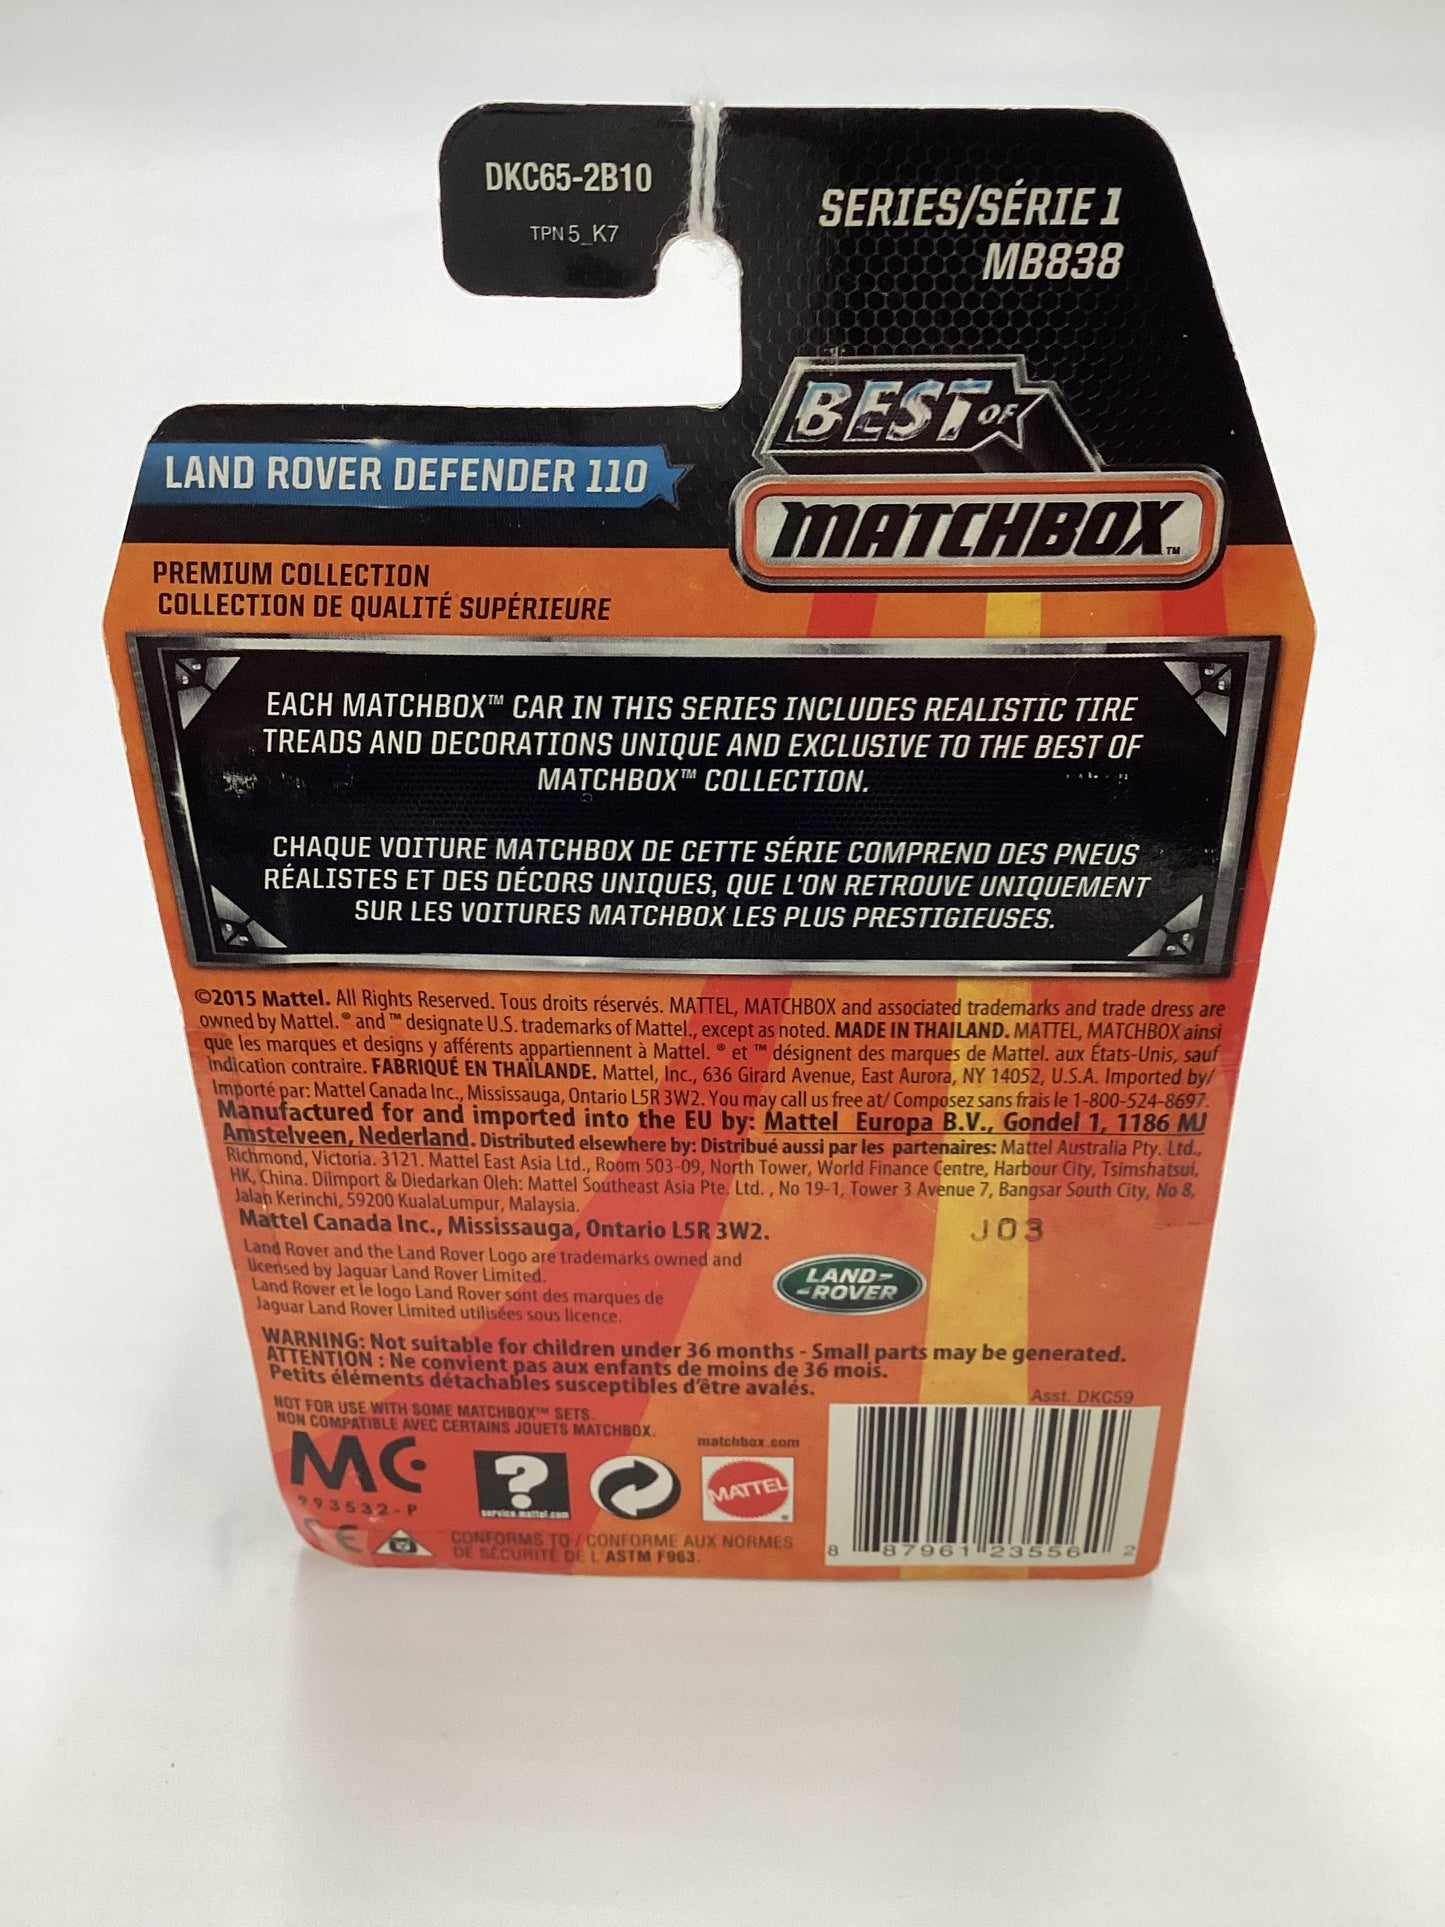 DKC65-2B10
TPN 5_K7
SERIES/SÉRIE 1
MB838
BEST OF
MATCHBOX™
LAND ROVER DEFENDER 110
PREMIUM COLLECTION
COLLECTION DE QUALITÉ SUPÉRIEURE
EACH MATCHBOX™ CAR IN THIS SERIES INCLUDES REALISTIC TIRE
TREADS AND DECORATIONS UNIQUE AND EXCLUSIVE TO THE BEST OF
MATCHBOX™ COLLECTION.
CHAQUE VOITURE MATCHBOX DE CETTE SÉRIE COMPREND DES PNEUS
RÉALISTES ET DES DÉCORS UNIQUES, QUE L'ON RETROUVE UNIQUEMENT
SUR LES VOITURES MATCHBOX LES PLUS PRESTIGIEUSES.
©2015 Mattel. All Rights Reserved. Tous droits réservés. MATTEL, MATCHBOX and associated trademarks and trade dress are
owned by Mattel. ® and ™ designate U.S. trademarks of Mattel., except as noted. MADE IN THAILAND. MATTEL, MATCHBOX ainsi
que les marques et designs y afférents appartiennent à Mattel. ® et ™ désignent des marques de Mattel. aux États-Unis, sauf
indication contraire. FABRIQUÉ EN THAÏLANDE. Mattel, Inc., 636 Girard Avenue, East Aurora, NY 14052, U.S.A. Imported by/
Importé par: Mattel Canada Inc., Mississauga, Ontario L5R 3W2. You may call us free at/ Composez sans frais le 1-800-524-8697.
Manufactured for and imported into the EU by: Mattel Europa B.V., Gondel 1, 1186 MJ
Amstelveen, Nederland. Distributed elsewhere by: Distribué aussi par les partenaires: Mattel Australia Pty. Ltd.,
Richmond, Victoria. 3121. Mattel East Asia Ltd., Room 503-09, North Tower, World Finance Centre, Harbour City, Tsimshatsui,
HK, China. Diimport & Diedarkan Oleh: Mattel Southeast Asia Pte. Ltd. , No 19-1, Tower 3 Avenue 7, Bangsar South City, No 8,
Jalan Kerinchi, 59200 KualaLumpur, Malaysia.
Mattel Canada Inc., Mississauga, Ontario L5R 3W2.
J03
Land Rover and the Land Rover Logo are trademarks owned and
licensed by Jaguar Land Rover Limited.
Land Rover et le logo Land Rover sont des marques de
Jaguar Land Rover Limited utilisées sous licence.
LAND-
-ROVER
WARNING: Not suitable for children under 36 months - Small parts may be generated.
ATTENTION : Ne convient pas aux enfants de moins de 36 mois.
Petits éléments détachables susceptibles d'être avalés.
NOT FOR USE WITH SOME MATCHBOX™ SETS.
NON COMPATIBLE AVEC CERTAINS JOUETS MATCHBOX.
Asst. DKC59
matchbox.com
MC
993532-P
?
service.mattel.com
MATTEL®
CE
CONFORMS TO / CONFORME AUX NORMES
DE SÉCURITÉ DE L'ASTM F963.
8 87961 23556 2